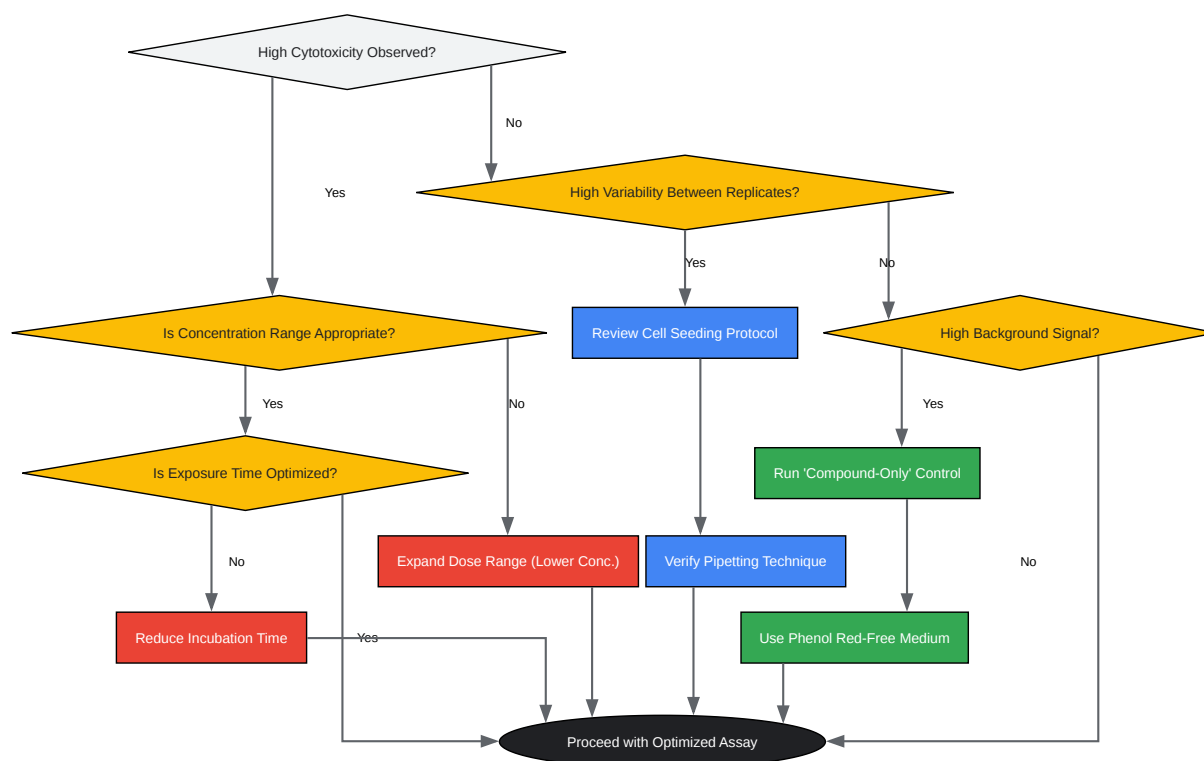 High Cytotoxicity Observed?
No
Yes
High Variability Between Replicates?
Yes
No
Is Concentration Range Appropriate?
Review Cell Seeding Protocol
High Background Signal?
Yes
No
Yes
Is Exposure Time Optimized?
Run 'Compound-Only' Control
No
Expand Dose Range (Lower Conc.)
Verify Pipetting Technique
No
Reduce Incubation Time
Yes
Use Phenol Red-Free Medium
Proceed with Optimized Assay